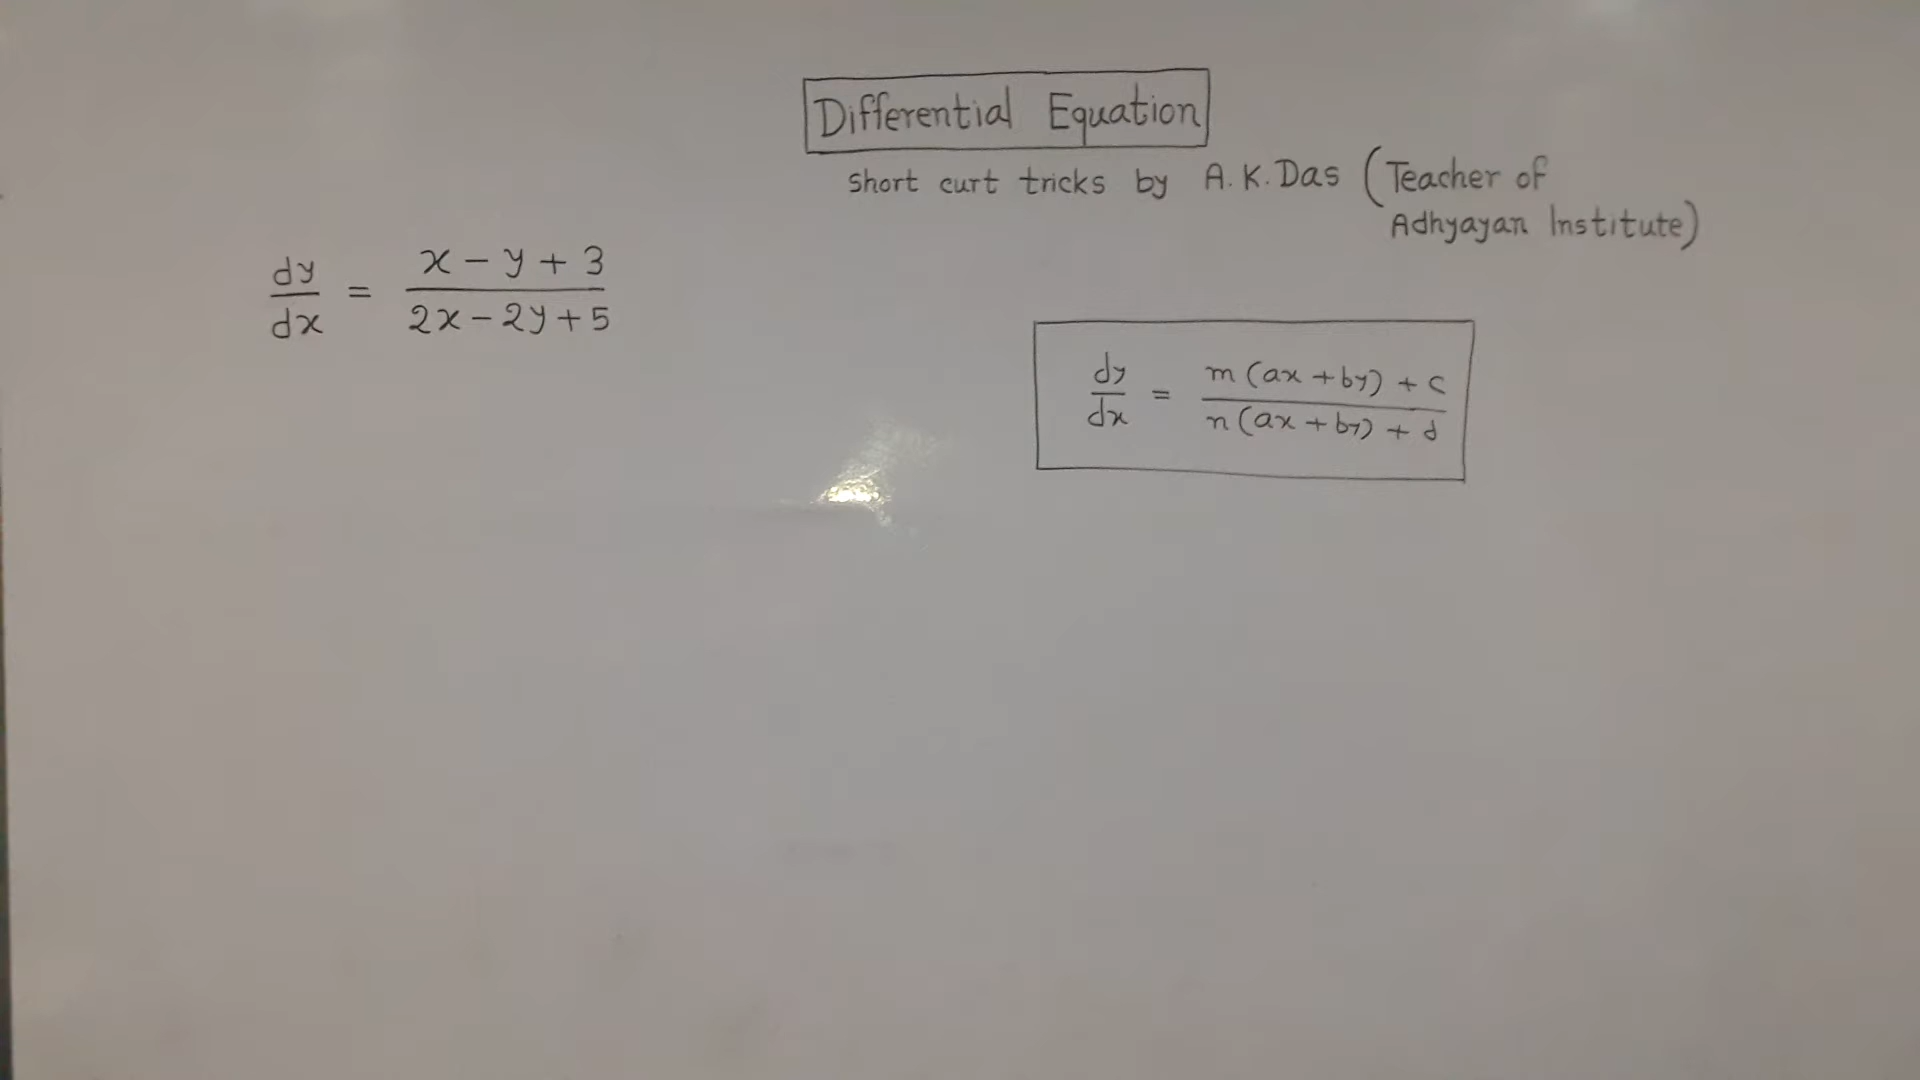 Differential Equation
short curt tricks by A.K.Das (Teacher of
Adhyayan Institute)
dy/dx = (x - y + 3)/(2x - 2y + 5)
dy/dx = (m(ax + by) + c)/(n(ax + by) + d)